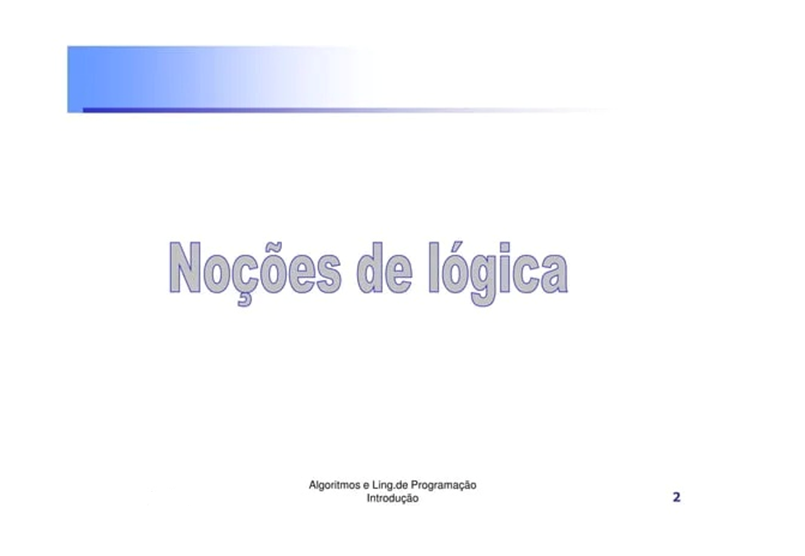 Noções de lógica
Algoritmos e Ling.de Programação
Introdução
2